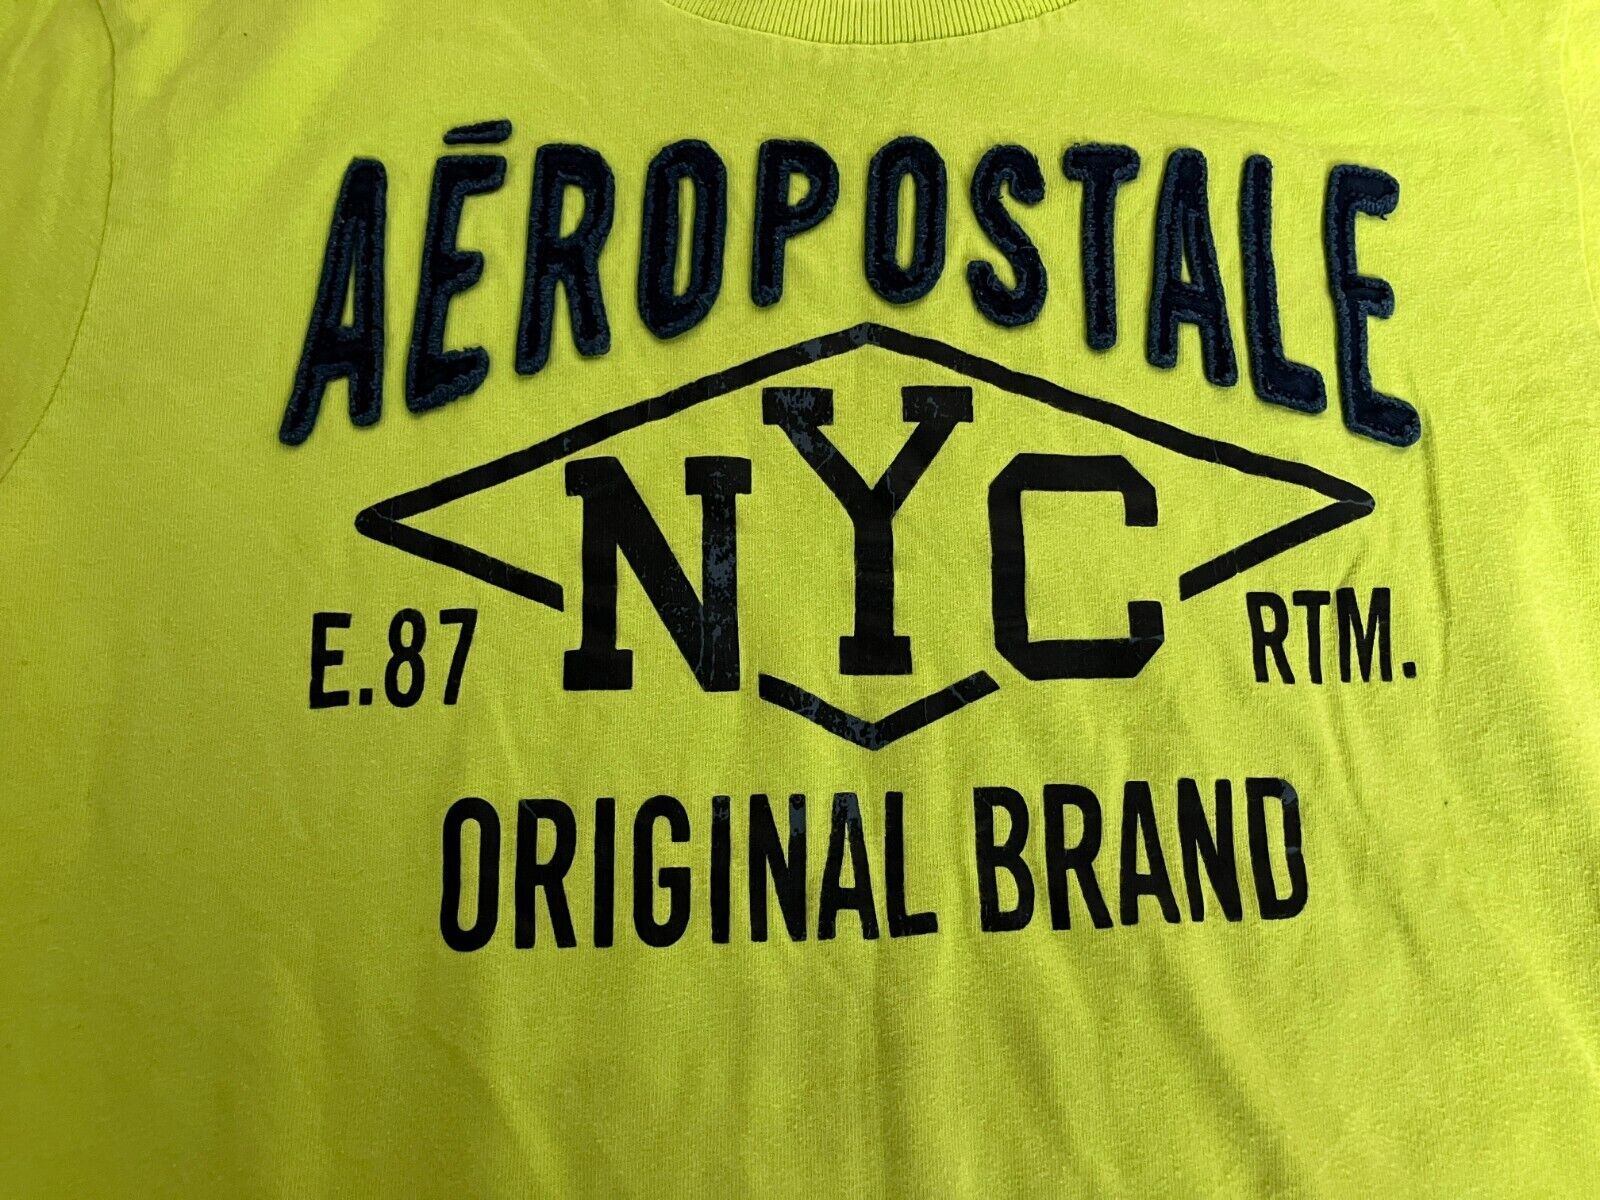 AÉROPOSTALE
NYC
E.87 RTM.
ORIGINAL BRAND